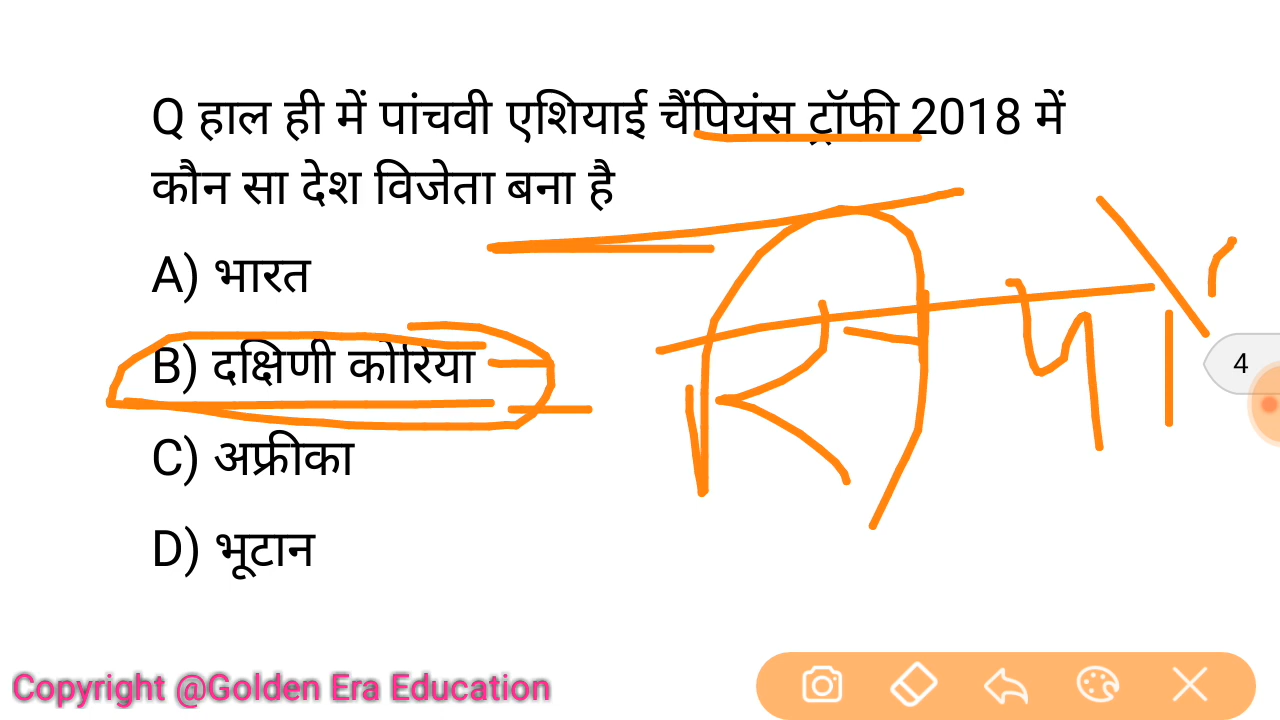 Q हाल ही में पांचवी एशियाई चैंपियंस ट्रॉफी 2018 में
कौन सा देश विजेता बना है
A) भारत
B) दक्षिणी कोरिया
C) अफ्रीका
D) भूटान
4
Copyright @Golden Era Education